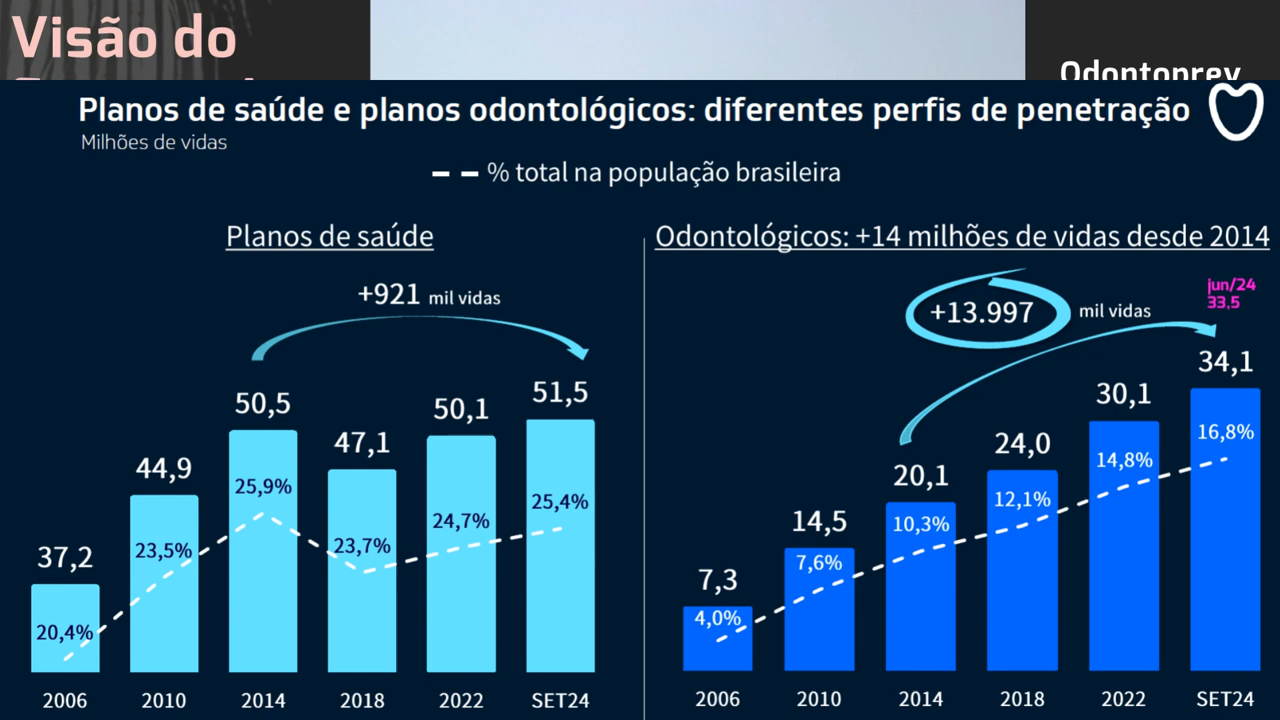 Visão do
Odontoprev
Planos de saúde e planos odontológicos: diferentes perfis de penetração
Milhões de vidas
% total na população brasileira
Planos de saúde
+921 mil vidas
37,2
44,9
50,5
47,1
50,1
51,5
20,4%
23,5%
25,9%
23,7%
24,7%
25,4%
2006
2010
2014
2018
2022
SET24
Odontológicos: +14 milhões de vidas desde 2014
+13.997 mil vidas
jun/24
33,5
7,3
14,5
20,1
24,0
30,1
34,1
4,0%
7,6%
10,3%
12,1%
14,8%
16,8%
2006
2010
2014
2018
2022
SET24